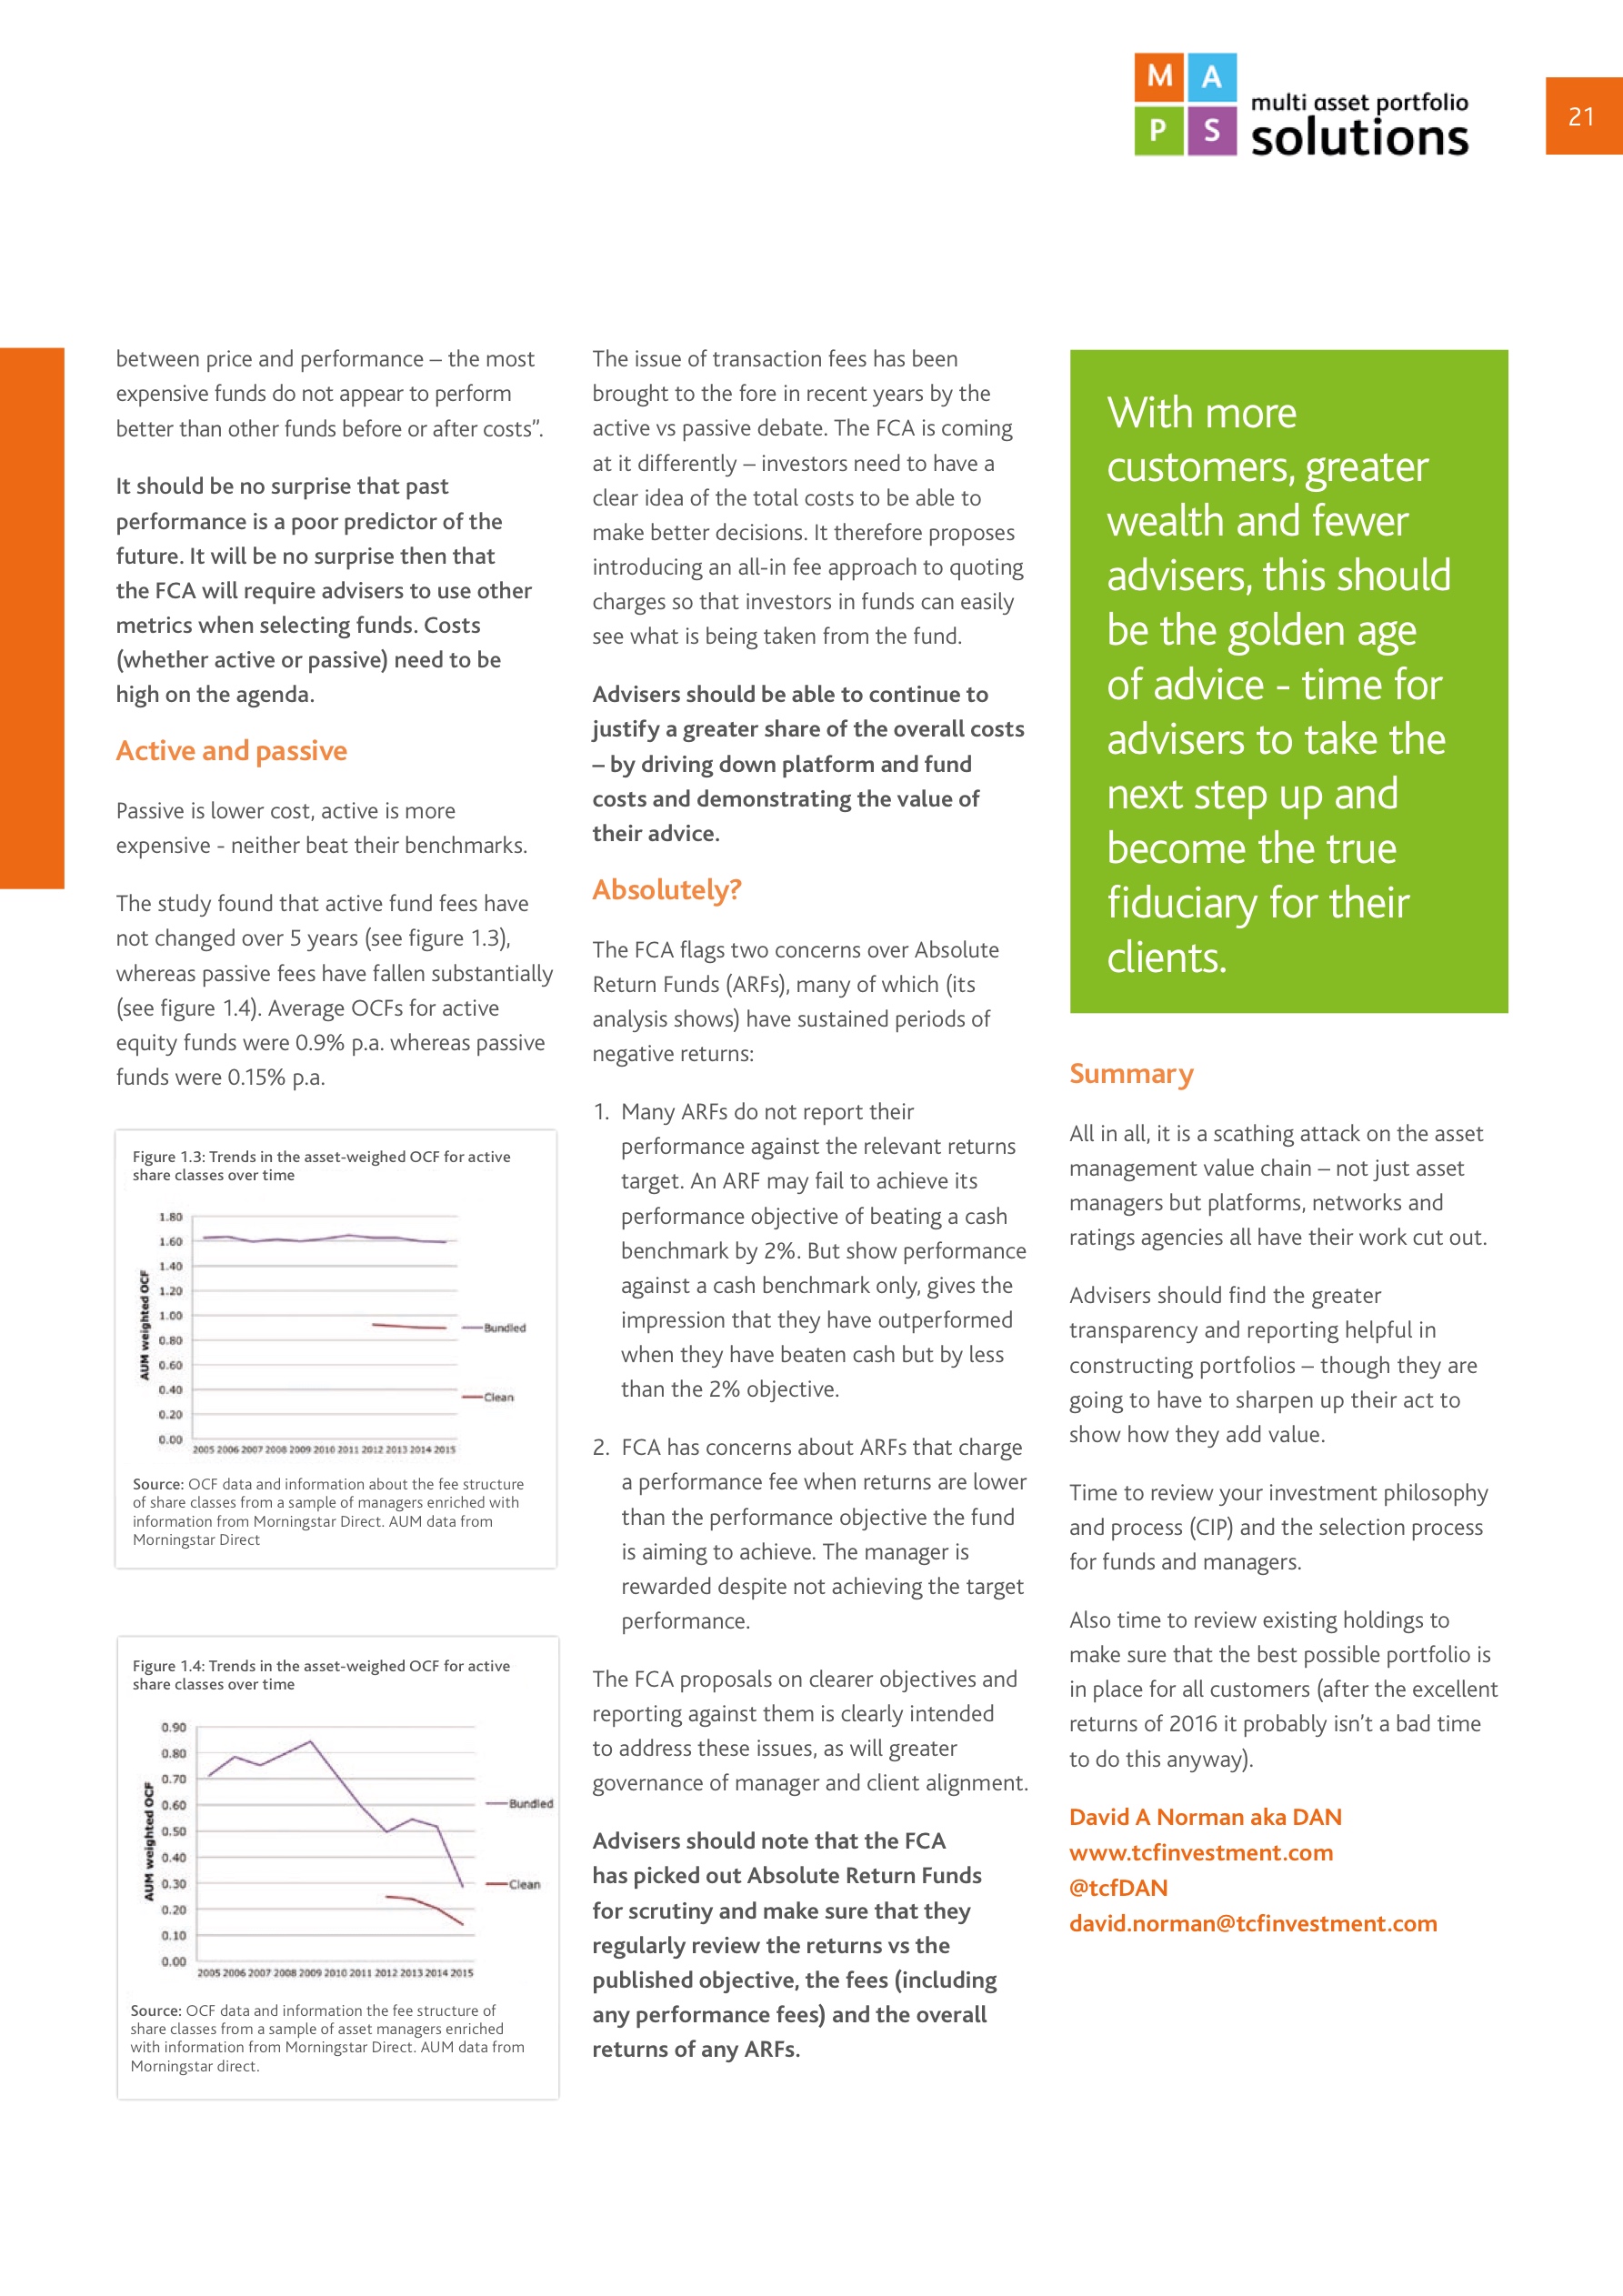 M A
P S
multi asset portfolio
solutions
21
between price and performance – the most
expensive funds do not appear to perform
better than other funds before or after costs”.
It should be no surprise that past
performance is a poor predictor of the
future. It will be no surprise then that
the FCA will require advisers to use other
metrics when selecting funds. Costs
(whether active or passive) need to be
high on the agenda.
Active and passive
Passive is lower cost, active is more
expensive - neither beat their benchmarks.
The study found that active fund fees have
not changed over 5 years (see figure 1.3),
whereas passive fees have fallen substantially
(see figure 1.4). Average OCFs for active
equity funds were 0.9% p.a. whereas passive
funds were 0.15% p.a.
Figure 1.3: Trends in the asset-weighed OCF for active
share classes over time
AUM weighted OCF
1.80
1.60
1.40
1.20
1.00
0.80
0.60
0.40
0.20
0.00
2005 2006 2007 2008 2009 2010 2011 2012 2013 2014 2015
Bundled
Clean
Source: OCF data and information about the fee structure
of share classes from a sample of managers enriched with
information from Morningstar Direct. AUM data from
Morningstar Direct
Figure 1.4: Trends in the asset-weighed OCF for active
share classes over time
AUM weighted OCF
0.90
0.80
0.70
0.60
0.50
0.40
0.30
0.20
0.10
0.00
2005 2006 2007 2008 2009 2010 2011 2012 2013 2014 2015
Bundled
Clean
Source: OCF data and information the fee structure of
share classes from a sample of asset managers enriched
with information from Morningstar Direct. AUM data from
Morningstar direct.
The issue of transaction fees has been
brought to the fore in recent years by the
active vs passive debate. The FCA is coming
at it differently – investors need to have a
clear idea of the total costs to be able to
make better decisions. It therefore proposes
introducing an all-in fee approach to quoting
charges so that investors in funds can easily
see what is being taken from the fund.
Advisers should be able to continue to
justify a greater share of the overall costs
– by driving down platform and fund
costs and demonstrating the value of
their advice.
Absolutely?
The FCA flags two concerns over Absolute
Return Funds (ARFs), many of which (its
analysis shows) have sustained periods of
negative returns:
1. Many ARFs do not report their
performance against the relevant returns
target. An ARF may fail to achieve its
performance objective of beating a cash
benchmark by 2%. But show performance
against a cash benchmark only, gives the
impression that they have outperformed
when they have beaten cash but by less
than the 2% objective.
2. FCA has concerns about ARFs that charge
a performance fee when returns are lower
than the performance objective the fund
is aiming to achieve. The manager is
rewarded despite not achieving the target
performance.
The FCA proposals on clearer objectives and
reporting against them is clearly intended
to address these issues, as will greater
governance of manager and client alignment.
Advisers should note that the FCA
has picked out Absolute Return Funds
for scrutiny and make sure that they
regularly review the returns vs the
published objective, the fees (including
any performance fees) and the overall
returns of any ARFs.
With more
customers, greater
wealth and fewer
advisers, this should
be the golden age
of advice - time for
advisers to take the
next step up and
become the true
fiduciary for their
clients.
Summary
All in all, it is a scathing attack on the asset
management value chain – not just asset
managers but platforms, networks and
ratings agencies all have their work cut out.
Advisers should find the greater
transparency and reporting helpful in
constructing portfolios – though they are
going to have to sharpen up their act to
show how they add value.
Time to review your investment philosophy
and process (CIP) and the selection process
for funds and managers.
Also time to review existing holdings to
make sure that the best possible portfolio is
in place for all customers (after the excellent
returns of 2016 it probably isn’t a bad time
to do this anyway).
David A Norman aka DAN
www.tcfinvestment.com
@tcfDAN
david.norman@tcfinvestment.com